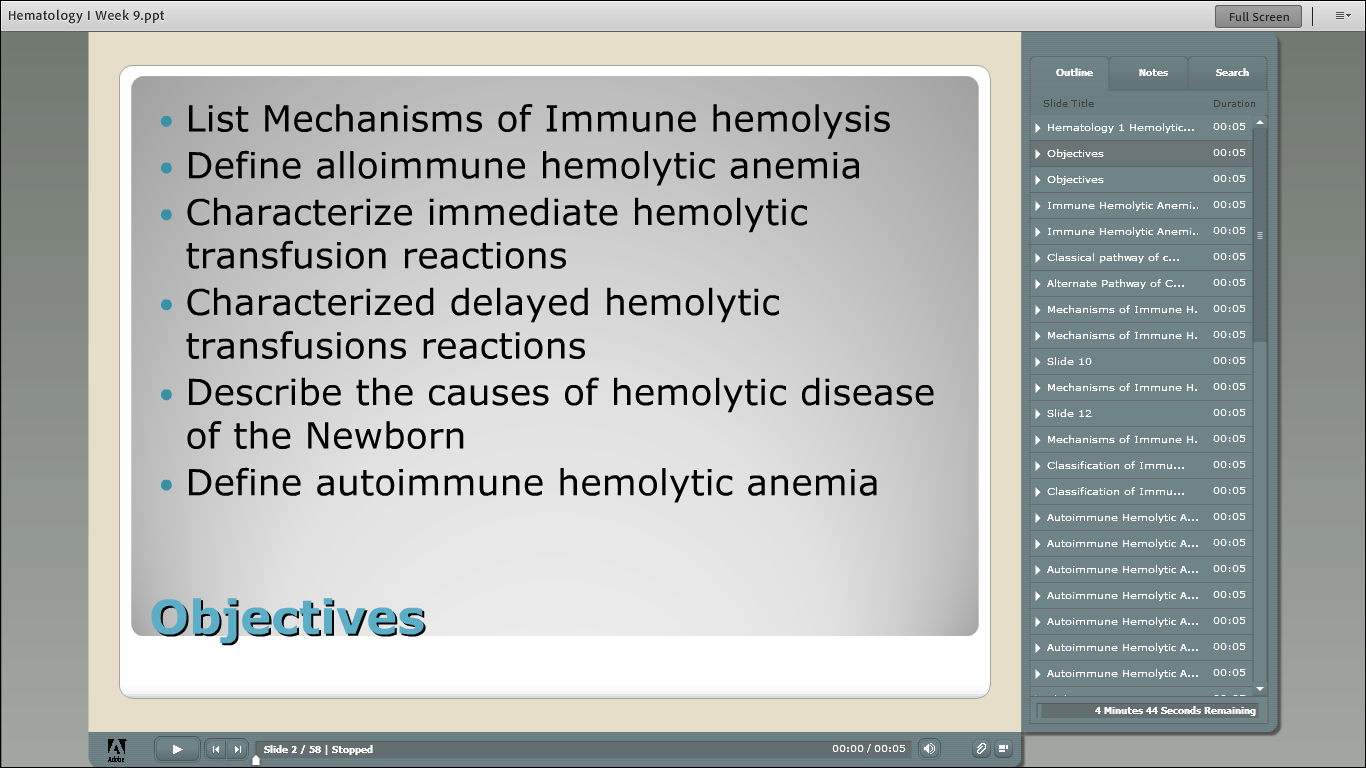 Hematology I Week 9.ppt
Full Screen
List Mechanisms of Immune hemolysis
Define alloimmune hemolytic anemia
Characterize immediate hemolytic
transfusion reactions
Characterized delayed hemolytic
transfusions reactions
Describe the causes of hemolytic disease
of the Newborn
Define autoimmune hemolytic anemia
Objectives
Outline Notes Search
Slide Title Duration
Hematology 1 Hemolytic... 00:05
Objectives 00:05
Objectives 00:05
Immune Hemolytic Anemi.. 00:05
Immune Hemolytic Anemi.. 00:05
Classical pathway of c... 00:05
Alternate Pathway of C... 00:05
Mechanisms of Immune H. 00:05
Mechanisms of Immune H. 00:05
Slide 10 00:05
Mechanisms of Immune H. 00:05
Slide 12 00:05
Mechanisms of Immune H. 00:05
Classification of Immu... 00:05
Classification of Immu... 00:05
Autoimmune Hemolytic A... 00:05
Autoimmune Hemolytic A... 00:05
Autoimmune Hemolytic A... 00:05
Autoimmune Hemolytic A... 00:05
Autoimmune Hemolytic A... 00:05
Autoimmune Hemolytic A... 00:05
Autoimmune Hemolytic A... 00:05
4 Minutes 44 Seconds Remaining
Adobe
Slide 2 / 58 | Stopped
00:00 / 00:05